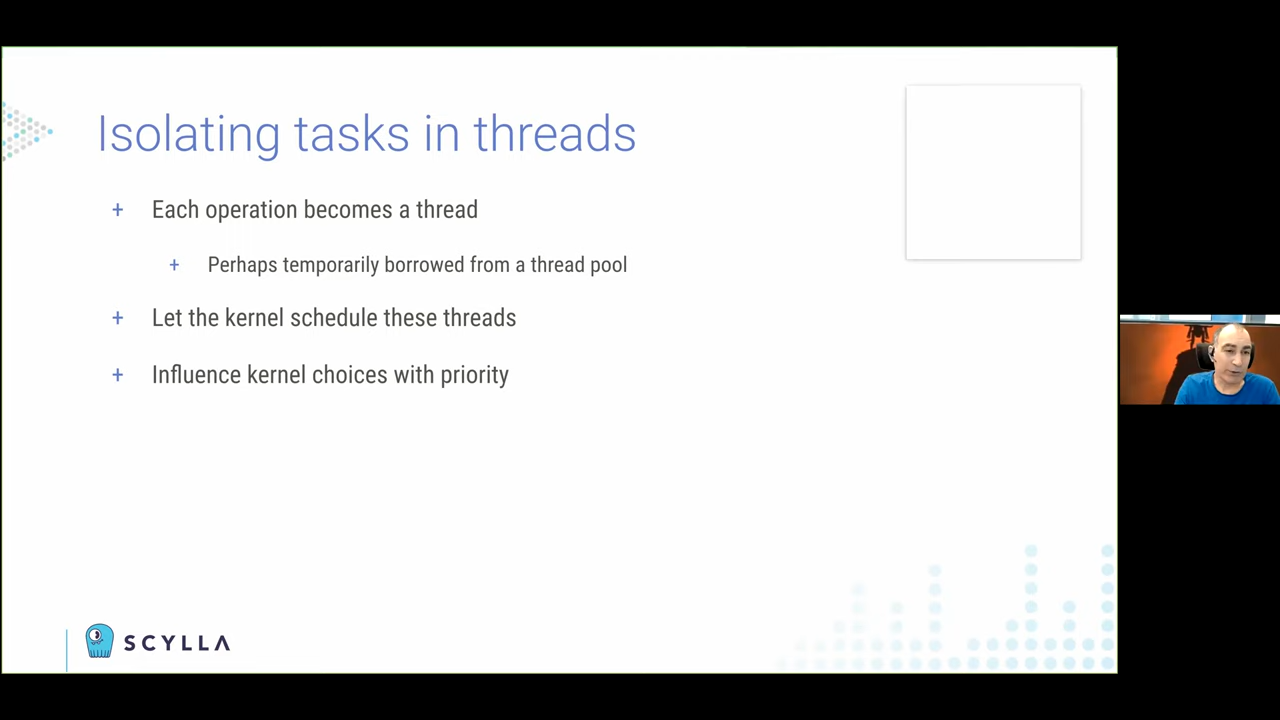 Isolating tasks in threads
+ Each operation becomes a thread
+ Perhaps temporarily borrowed from a thread pool
+ Let the kernel schedule these threads
+ Influence kernel choices with priority
SCYLLA